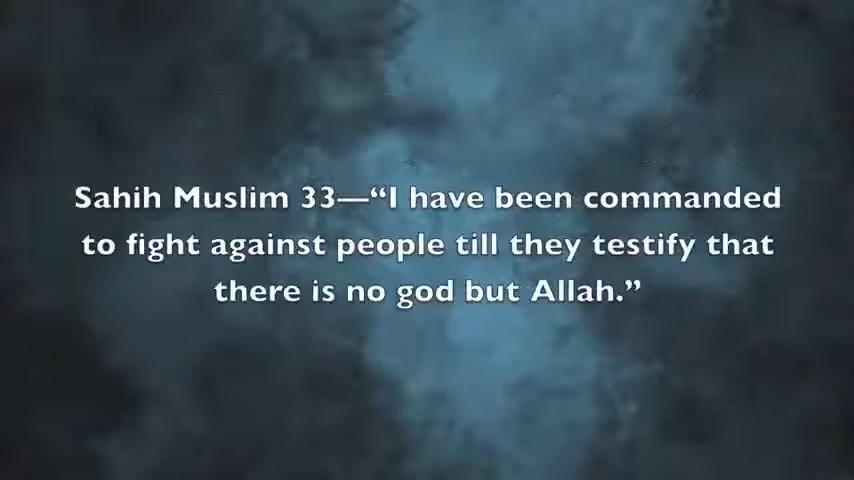 Sahih Muslim 33—“I have been commanded
to fight against people till they testify that
there is no god but Allah.”